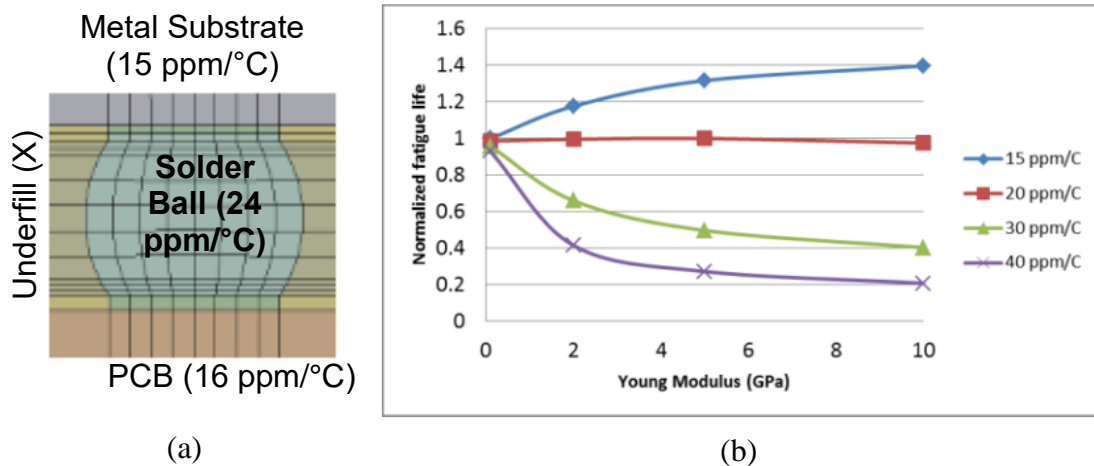 Metal Substrate
(15 ppm/°C)
Underfill (X)
Solder
Ball (24
ppm/°C)
PCB (16 ppm/°C)
(a)
Normalized fatigue life
1.6
1.4
1.2
1
0.8
0.6
0.4
0.2
0
0 2 4 6 8 10
Young Modulus (GPa)
15 ppm/C
20 ppm/C
30 ppm/C
40 ppm/C
(b)